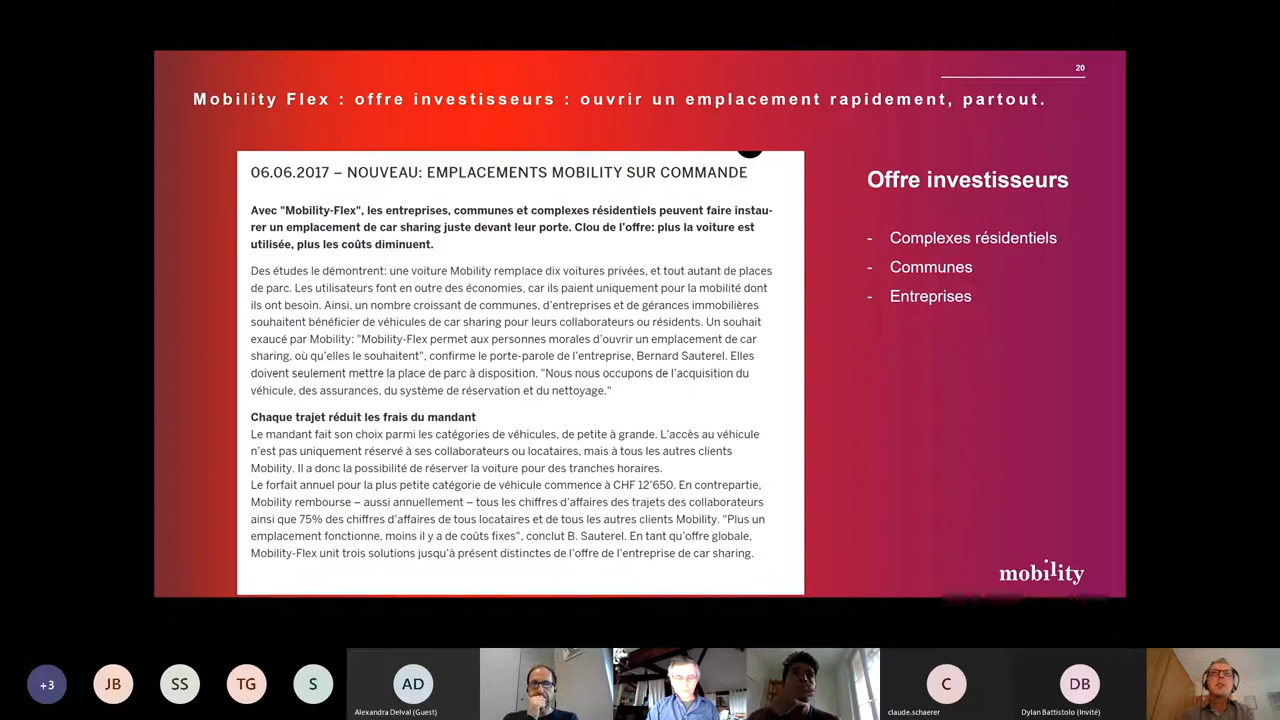 20
Mobility Flex : offre investisseurs : ouvrir un emplacement rapidement, partout.
06.06.2017 – NOUVEAU: EMPLACEMENTS MOBILITY SUR COMMANDE
Avec "Mobility-Flex", les entreprises, communes et complexes résidentiels peuvent faire instau-
rer un emplacement de car sharing juste devant leur porte. Clou de l'offre: plus la voiture est
utilisée, plus les coûts diminuent.
Des études le démontrent: une voiture Mobility remplace dix voitures privées, et tout autant de places
de parc. Les utilisateurs font en outre des économies, car ils paient uniquement pour la mobilité dont
ils ont besoin. Ainsi, un nombre croissant de communes, d'entreprises et de gérances immobilières
souhaitent bénéficier de véhicules de car sharing pour leurs collaborateurs ou résidents. Un souhait
exaucé par Mobility: "Mobility-Flex permet aux personnes morales d'ouvrir un emplacement de car
sharing, où qu'elles le souhaitent", confirme le porte-parole de l'entreprise, Bernard Sauterel. Elles
doivent seulement mettre la place de parc à disposition. "Nous nous occupons de l'acquisition du
véhicule, des assurances, du système de réservation et du nettoyage."
Chaque trajet réduit les frais du mandant
Le mandant fait son choix parmi les catégories de véhicules, de petite à grande. L'accès au véhicule
n'est pas uniquement réservé à ses collaborateurs ou locataires, mais à tous les autres clients
Mobility. Il a donc la possibilité de réserver la voiture pour des tranches horaires.
Le forfait annuel pour la plus petite catégorie de véhicule commence à CHF 12'650. En contrepartie,
Mobility rembourse – aussi annuellement – tous les chiffres d'affaires des trajets des collaborateurs
ainsi que 75% des chiffres d'affaires de tous locataires et de tous les autres clients Mobility. "Plus un
emplacement fonctionne, moins il y a de coûts fixes", conclut B. Sauterel. En tant qu'offre globale,
Mobility-Flex unit trois solutions jusqu'à présent distinctes de l'offre de l'entreprise de car sharing.
Offre investisseurs
- Complexes résidentiels
- Communes
- Entreprises
mobility
+3
JB
SS
TG
S
AD
Alexandra Delval (Guest)
C
claude.schaerer
DB
Dylan Battistolo (Invité)